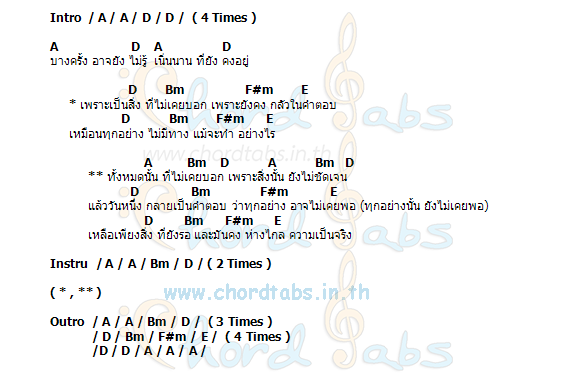 Intro / A / A / D / D / ( 4 Times )
A D A D
บางครั้ง อาจยัง ไม่รู้ เนิ่นนาน ที่ยัง คงอยู่
D Bm F#m E
* เพราะเป็นสิ่ง ที่ไม่เคยบอก เพราะยังคง กลัวในคำตอบ
D Bm F#m E
เหมือนทุกอย่าง ไม่มีทาง แม้จะทำ อย่างไร
www.chordtabs.in.th
A Bm D A Bm D
** ทั้งหมดนั้น ที่ไม่เคยบอก เพราะสิ่งนั้น ยังไม่ชัดเจน
D Bm F#m E
แล้ววันหนึ่ง กลายเป็นคำตอบ ว่าทุกอย่าง อาจไม่เคยพอ (ทุกอย่างนั้น ยังไม่เคยพอ)
D Bm F#m E
เหลือเพียงสิ่ง ที่ยังรอ และมันคง ห่างไกล ความเป็นจริง
Instru / A / A / Bm / D / ( 2 Times )
( * , ** ) www.chordtabs.in.th
Outro / A / A / Bm / D / ( 3 Times )
/ D / Bm / F#m / E / ( 4 Times )
/D / D / A / A / A /
Chord Tabs
Chord Tabs